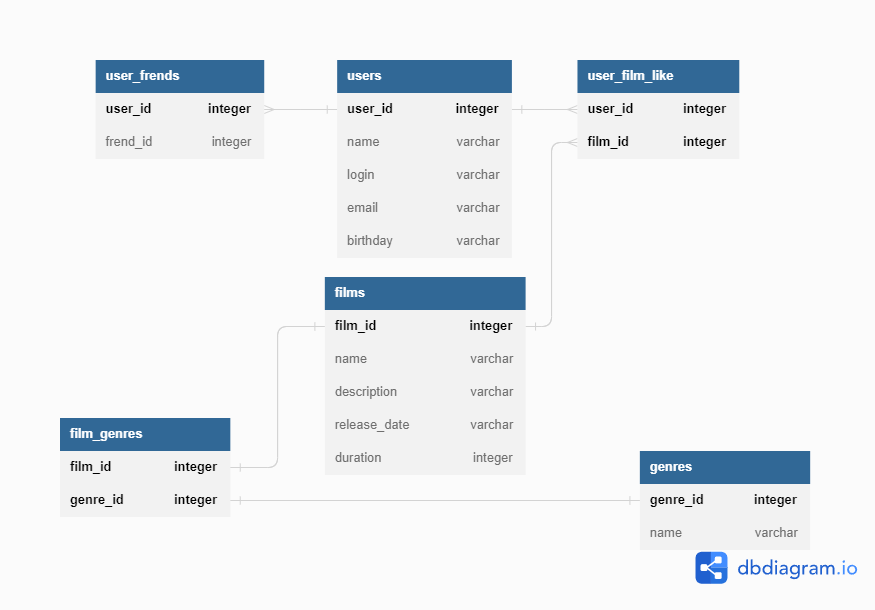 user_frends
user_id integer
frend_id integer
users
user_id integer
name varchar
login varchar
email varchar
birthday varchar
user_film_like
user_id integer
film_id integer
films
film_id integer
name varchar
description varchar
release_date varchar
duration integer
film_genres
film_id integer
genre_id integer
genres
genre_id integer
name varchar
dbdiagram.io